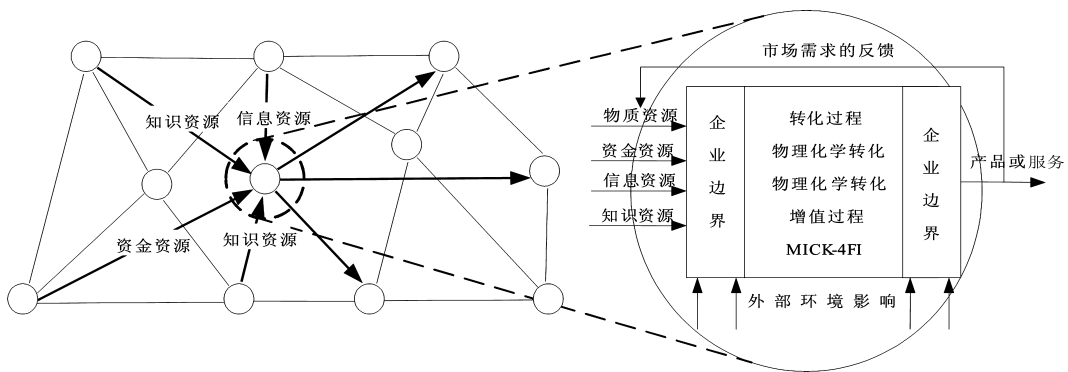 知识资源
信息资源
资金资源
知识资源
市场需求的反馈
物质资源
资金资源
信息资源
知识资源
企业边界
转化过程
物理化学转化
物理化学转化
增值过程
MICK-4FI
企业边界
产品或服务
外部环境影响